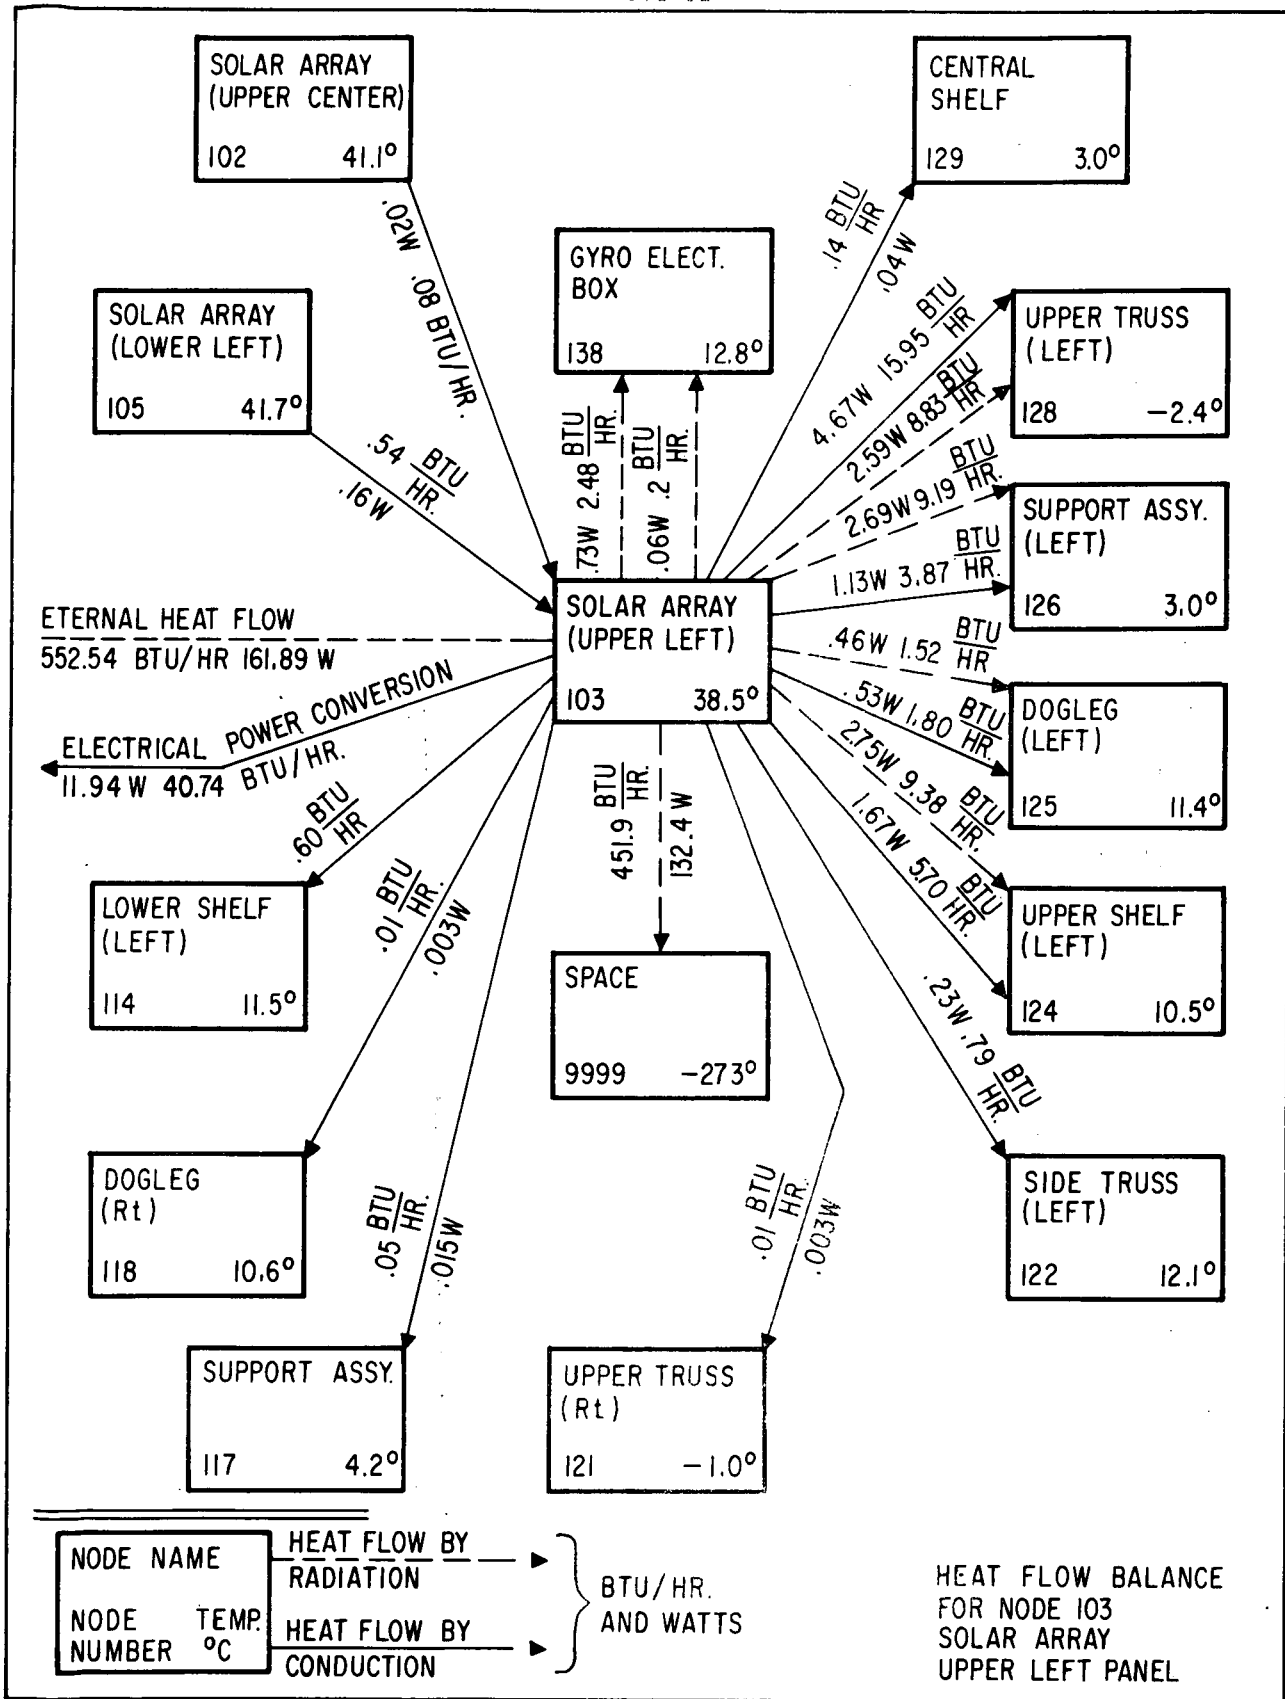 SOLAR ARRAY
(UPPER CENTER)
102 41.1°
CENTRAL
SHELF
129 3.0°
.02W .08 BTU/HR.
.14 BTU/HR
.04W
GYRO ELECT.
BOX
138 12.8°
SOLAR ARRAY
(LOWER LEFT)
105 41.7°
UPPER TRUSS
(LEFT)
128 -2.4°
4.67W 15.95 BTU/HR
2.59W 8.83 BTU/HR
.54 BTU/HR.
.16W
.73W 2.48 BTU/HR.
.06W .2 BTU/HR.
2.69W 9.19 BTU/HR.
1.13W 3.87 BTU/HR.
SUPPORT ASSY.
(LEFT)
126 3.0°
SOLAR ARRAY
(UPPER LEFT)
103 38.5°
ETERNAL HEAT FLOW
552.54 BTU/HR 161.89 W
POWER CONVERSION
ELECTRICAL
11.94 W 40.74 BTU/HR.
.46W 1.52 BTU/HR
.53W 1.80 BTU/HR.
DOGLEG
(LEFT)
125 11.4°
2.75W 9.38 BTU/HR.
1.67W 5.70 BTU/HR.
.60 BTU/HR
451.9 BTU/HR.
132.4 W
LOWER SHELF
(LEFT)
114 11.5°
.01 BTU/HR.
.003W
UPPER SHELF
(LEFT)
124 10.5°
SPACE
9999 -273°
.23W .79 BTU/HR.
DOGLEG
(Rt)
118 10.6°
.05 BTU/HR.
.015W
.01 BTU/HR.
.003W
SIDE TRUSS
(LEFT)
122 12.1°
SUPPORT ASSY.
117 4.2°
UPPER TRUSS
(Rt)
121 -1.0°
NODE NAME
NODE TEMP.
NUMBER °C
HEAT FLOW BY
RADIATION
HEAT FLOW BY
CONDUCTION
BTU/HR.
AND WATTS
HEAT FLOW BALANCE
FOR NODE 103
SOLAR ARRAY
UPPER LEFT PANEL